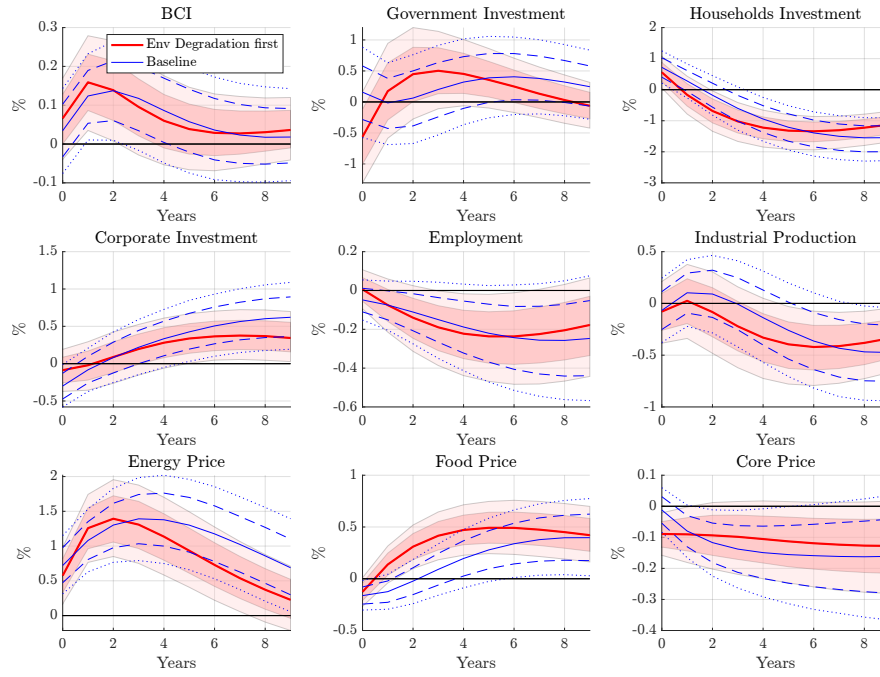 BCI
Government Investment
Households Investment
0.3
0.2
0.1
0
-0.1
%
Env Degradation first
Baseline
0 2 4 6 8
Years
1
0.5
0
-0.5
-1
%
0 2 4 6 8
Years
2
1
0
-1
-2
-3
%
0 2 4 6 8
Years
Corporate Investment
Employment
Industrial Production
1.5
1
0.5
0
-0.5
%
0 2 4 6 8
Years
0.2
0
-0.2
-0.4
-0.6
%
0 2 4 6 8
Years
0.5
0
-0.5
-1
%
0 2 4 6 8
Years
Energy Price
Food Price
Core Price
2
1.5
1
0.5
0
%
0 2 4 6 8
Years
1
0.5
0
-0.5
%
0 2 4 6 8
Years
0.1
0
-0.1
-0.2
-0.3
-0.4
%
0 2 4 6 8
Years